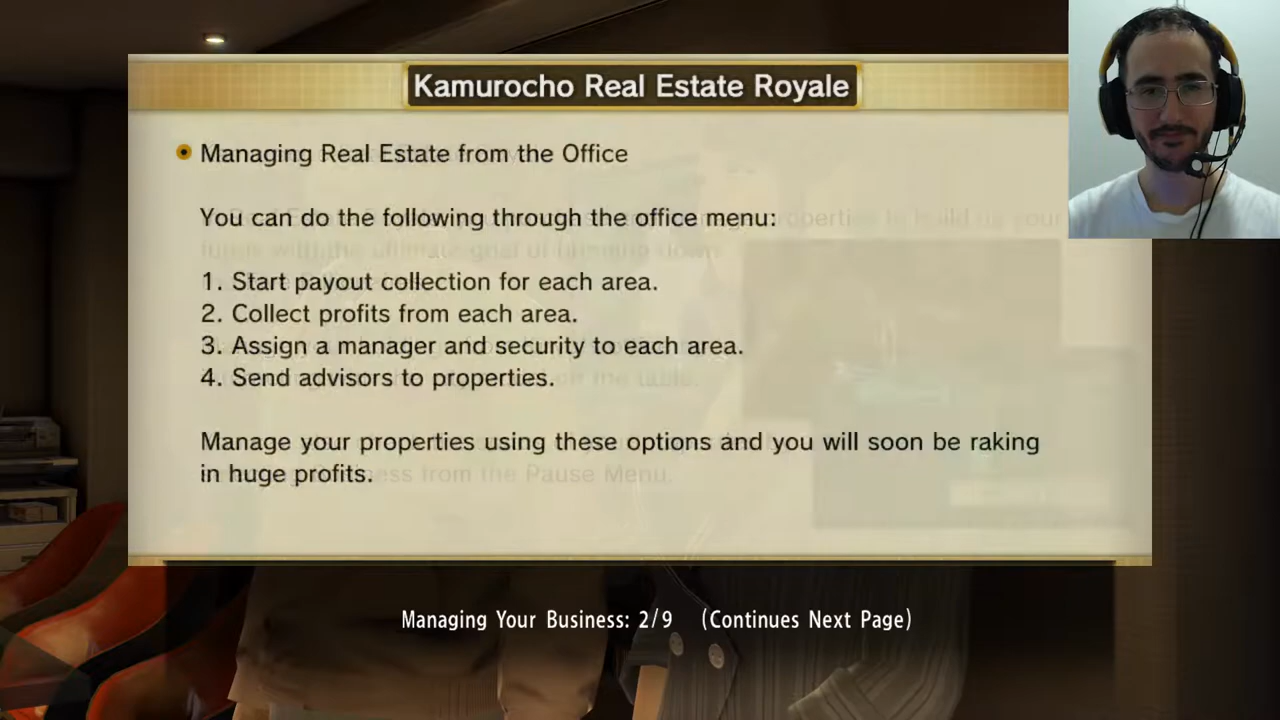 Kamurocho Real Estate Royale
Managing Real Estate from the Office
You can do the following through the office menu:
1. Start payout collection for each area.
2. Collect profits from each area.
3. Assign a manager and security to each area.
4. Send advisors to properties.
Manage your properties using these options and you will soon be raking
in huge profits.
Managing Your Business: 2/9 (Continues Next Page)